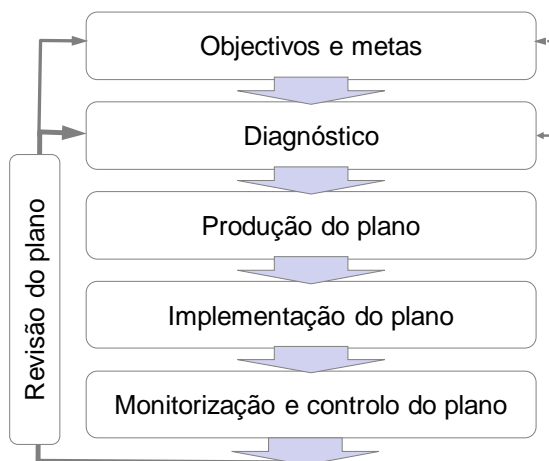 Objectivos e metas
Diagnóstico
Produção do plano
Implementação do plano
Monitorização e controlo do plano
Revisão do plano